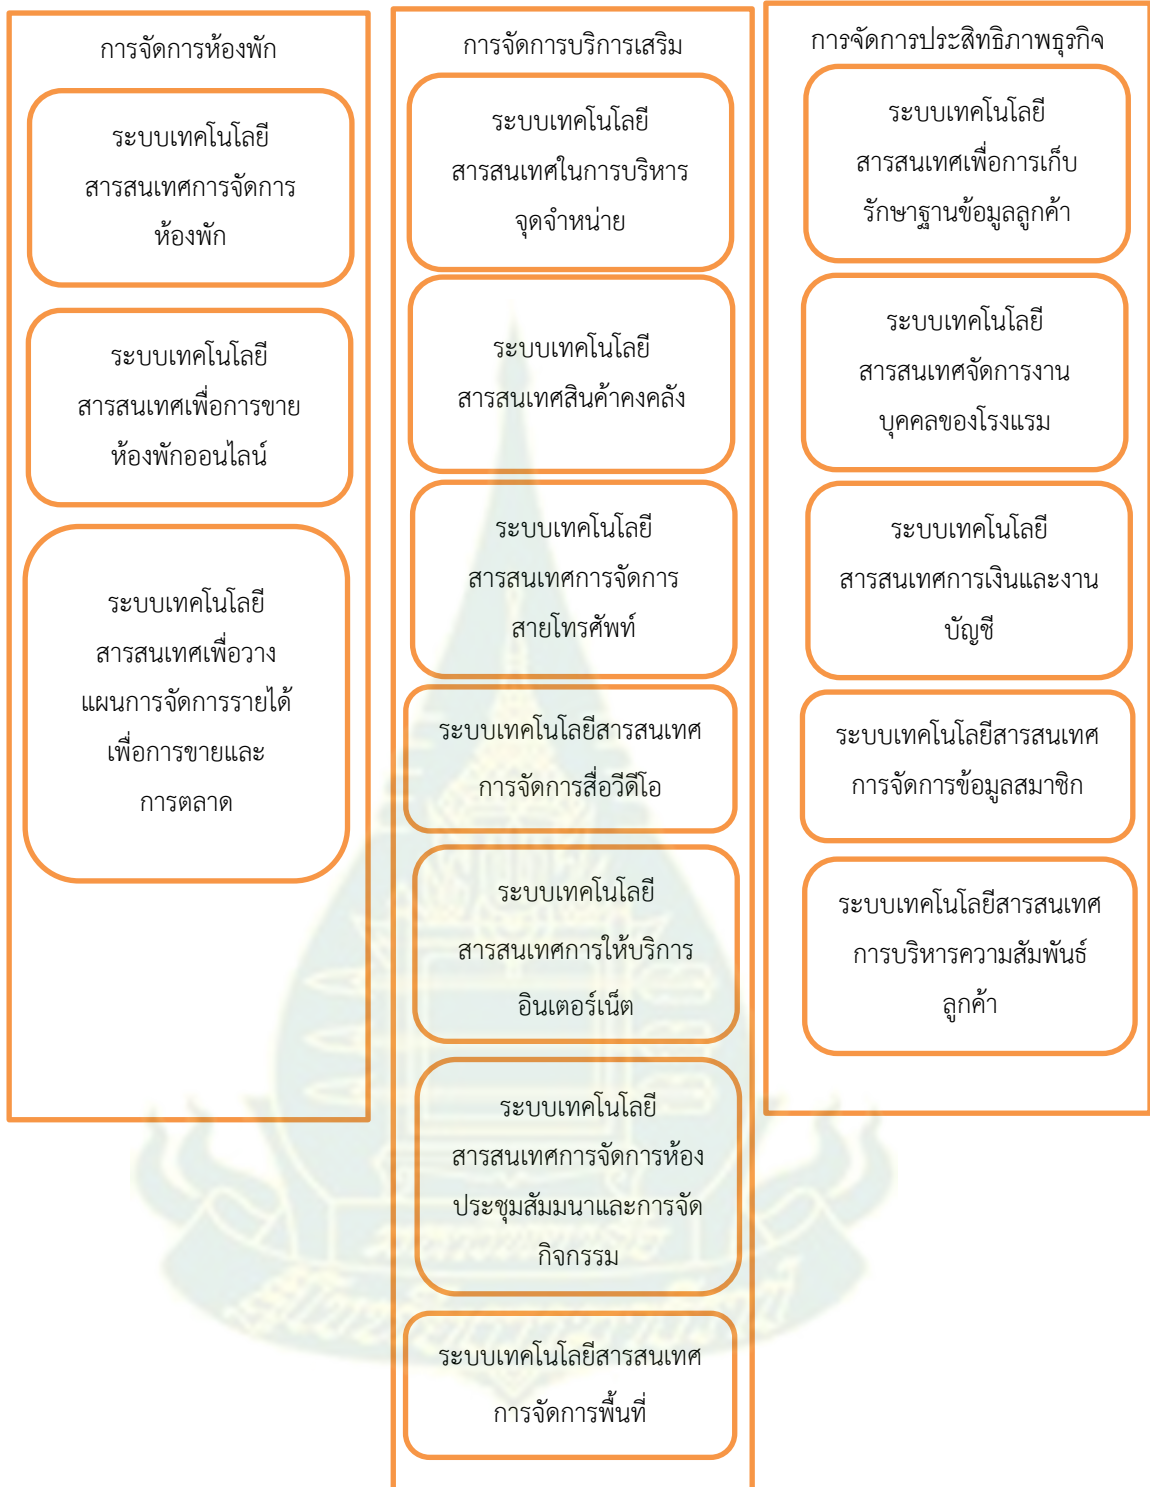 การจัดการห้องพัก
ระบบเทคโนโลยี
สารสนเทศการจัดการ
ห้องพัก
ระบบเทคโนโลยี
สารสนเทศเพื่อการขาย
ห้องพักออนไลน์
ระบบเทคโนโลยี
สารสนเทศเพื่อวาง
แผนการจัดการรายได้
เพื่อการขายและ
การตลาด
การจัดการบริการเสริม
ระบบเทคโนโลยี
สารสนเทศในการบริหาร
จุดจำหน่าย
ระบบเทคโนโลยี
สารสนเทศสินค้าคงคลัง
ระบบเทคโนโลยี
สารสนเทศการจัดการ
สายโทรศัพท์
ระบบเทคโนโลยีสารสนเทศ
การจัดการสื่อวีดีโอ
ระบบเทคโนโลยี
สารสนเทศการให้บริการ
อินเตอร์เน็ต
ระบบเทคโนโลยี
สารสนเทศการจัดการห้อง
ประชุมสัมมนาและการจัด
กิจกรรม
ระบบเทคโนโลยีสารสนเทศ
การจัดการพื้นที่
การจัดการประสิทธิภาพธุรกิจ
ระบบเทคโนโลยี
สารสนเทศเพื่อการเก็บ
รักษาฐานข้อมูลลูกค้า
ระบบเทคโนโลยี
สารสนเทศจัดการงาน
บุคคลของโรงแรม
ระบบเทคโนโลยี
สารสนเทศการเงินและงาน
บัญชี
ระบบเทคโนโลยีสารสนเทศ
การจัดการข้อมูลสมาชิก
ระบบเทคโนโลยีสารสนเทศ
การบริหารความสัมพันธ์
ลูกค้า